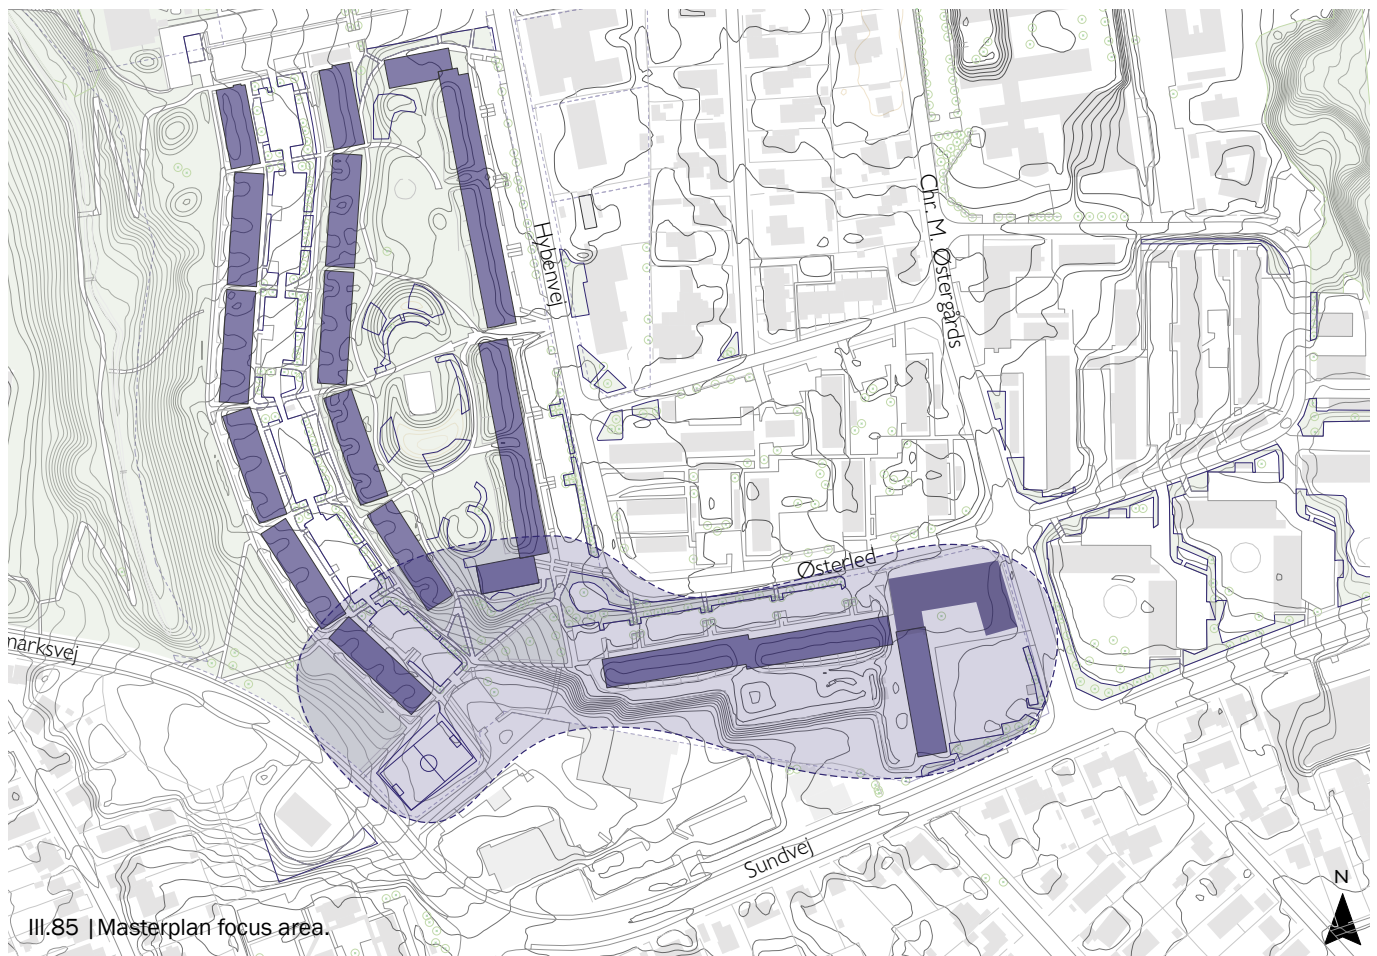 Hybenvej
Chr. M. Østergårds
Østerled
narksvej
Sundvej
N
Ill.85 | Masterplan focus area.